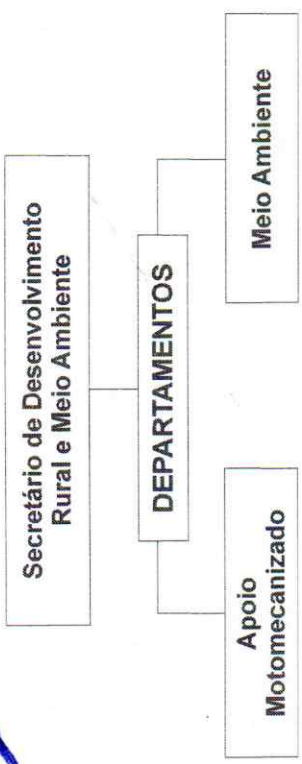 Secretário de Desenvolvimento
Rural e Meio Ambiente
DEPARTAMENTOS
Apoio
Motomecanizado
Meio Ambiente